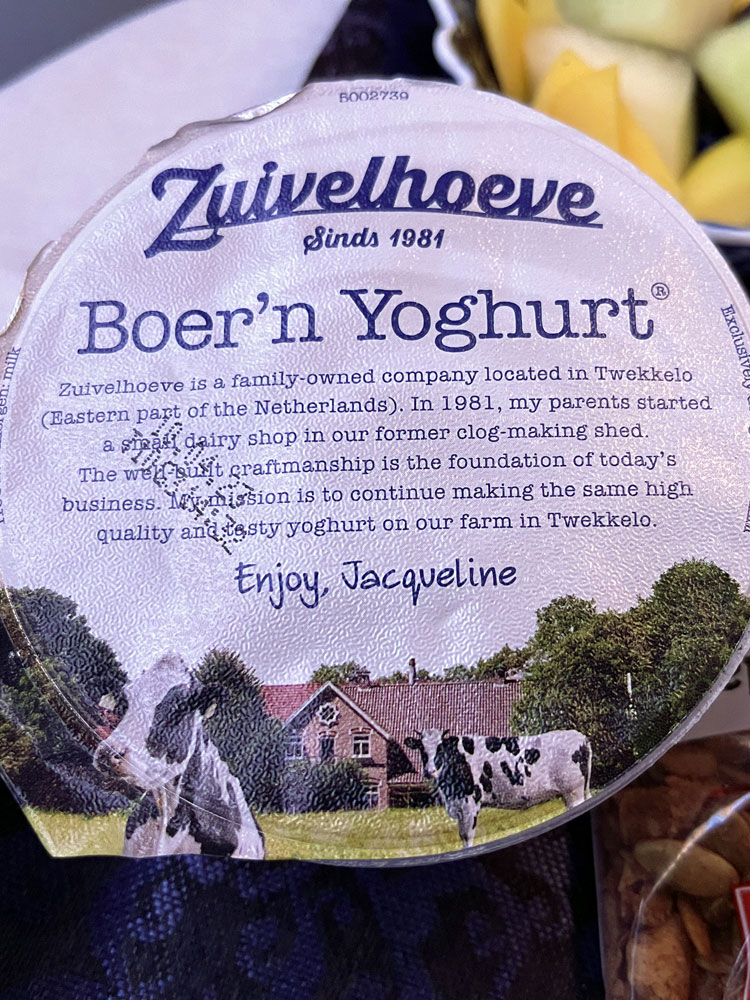 B002739
Zuivelhoeve
Sinds 1981
Boer'n Yoghurt®
Zuivelhoeve is a family-owned company located in Twekkelo
(Eastern part of the Netherlands). In 1981, my parents started
a small dairy shop in our former clog-making shed.
The well-built craftmanship is the foundation of today's
business. My mission is to continue making the same high
quality and tasty yoghurt on our farm in Twekkelo.
Enjoy, Jacqueline
milk
Exclusively